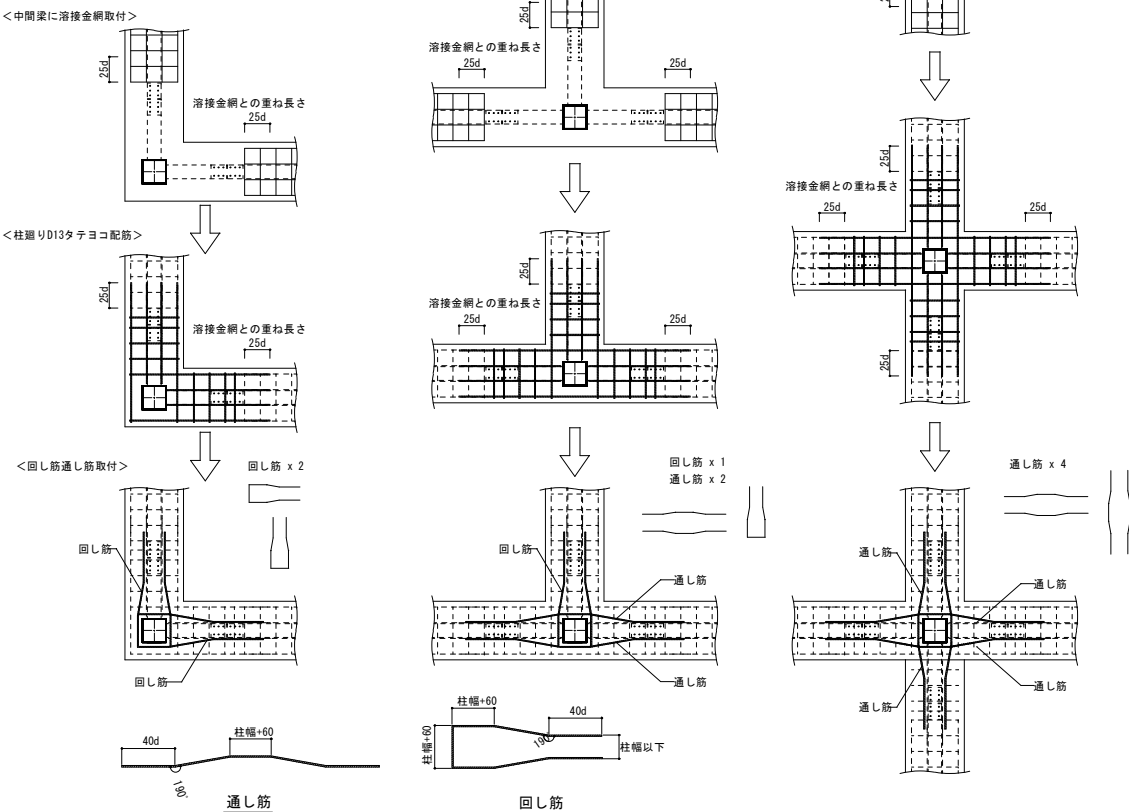 <中間梁に溶接金網取付>
25d
溶接金網との重ね長さ
25d
25d
溶接金網との重ね長さ
25d
25d
<柱廻りD13タテヨコ配筋>
25d
溶接金網との重ね長さ
25d
溶接金網との重ね長さ
25d
25d
25d
溶接金網との重ね長さ
25d
25d
25d
25d
<回し筋通し筋取付>
回し筋 x 2
回し筋
回し筋
回し筋 x 1
通し筋 x 2
回し筋
通し筋
通し筋
通し筋 x 4
通し筋
通し筋
通し筋
通し筋
40d
柱幅+60
190°
通し筋
柱幅+60
柱幅+60
40d
190°
柱幅以下
回し筋